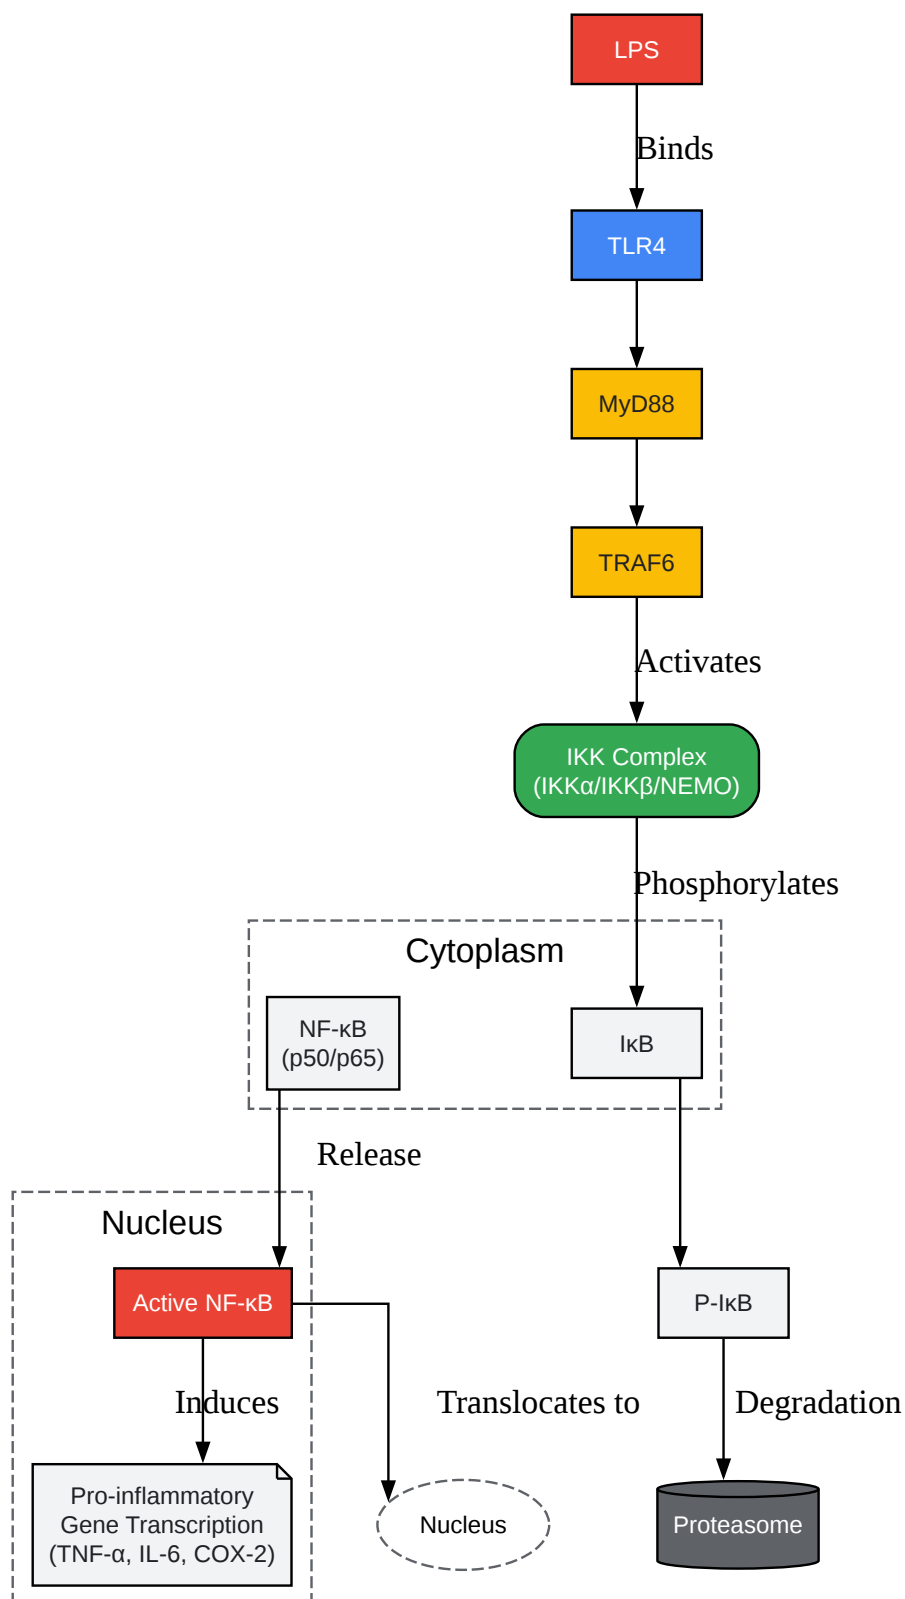 LPS
Binds
TLR4
MyD88
TRAF6
Activates
IKK Complex
(IKKα/IKKβ/NEMO)
Phosphorylates
Cytoplasm
NF-κB
(p50/p65)
IκB
Release
Nucleus
Active NF-κB
P-IκB
Induces
Translocates to
Degradation
Pro-inflammatory
Gene Transcription
(TNF-α, IL-6, COX-2)
Nucleus
Proteasome